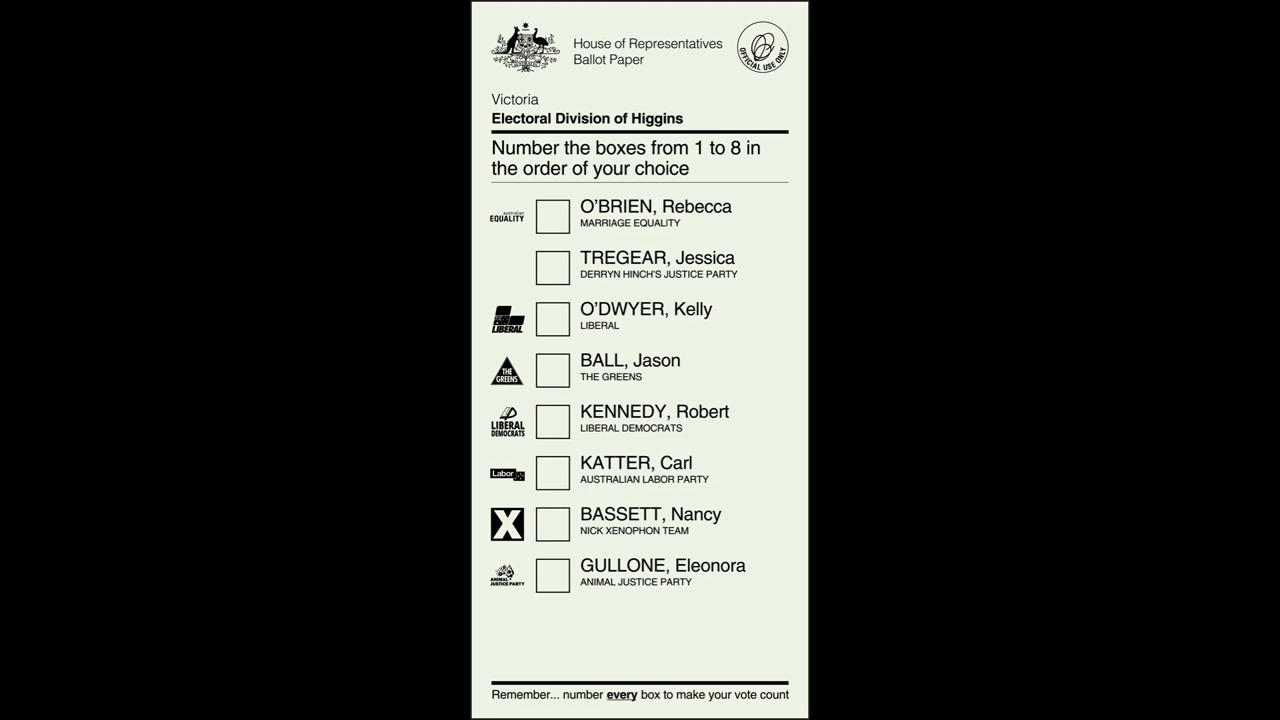 House of Representatives
Ballot Paper
OFFICIAL USE ONLY
Victoria
Electoral Division of Higgins
Number the boxes from 1 to 8 in
the order of your choice
australian
EQUALITY
O’BRIEN, Rebecca
MARRIAGE EQUALITY
TREGEAR, Jessica
DERRYN HINCH'S JUSTICE PARTY
LIBERAL
O’DWYER, Kelly
LIBERAL
THE
GREENS
BALL, Jason
THE GREENS
LIBERAL
DEMOCRATS
KENNEDY, Robert
LIBERAL DEMOCRATS
Labor
KATTER, Carl
AUSTRALIAN LABOR PARTY
X
BASSETT, Nancy
NICK XENOPHON TEAM
ANIMAL
JUSTICE PARTY
GULLONE, Eleonora
ANIMAL JUSTICE PARTY
Remember... number every box to make your vote count